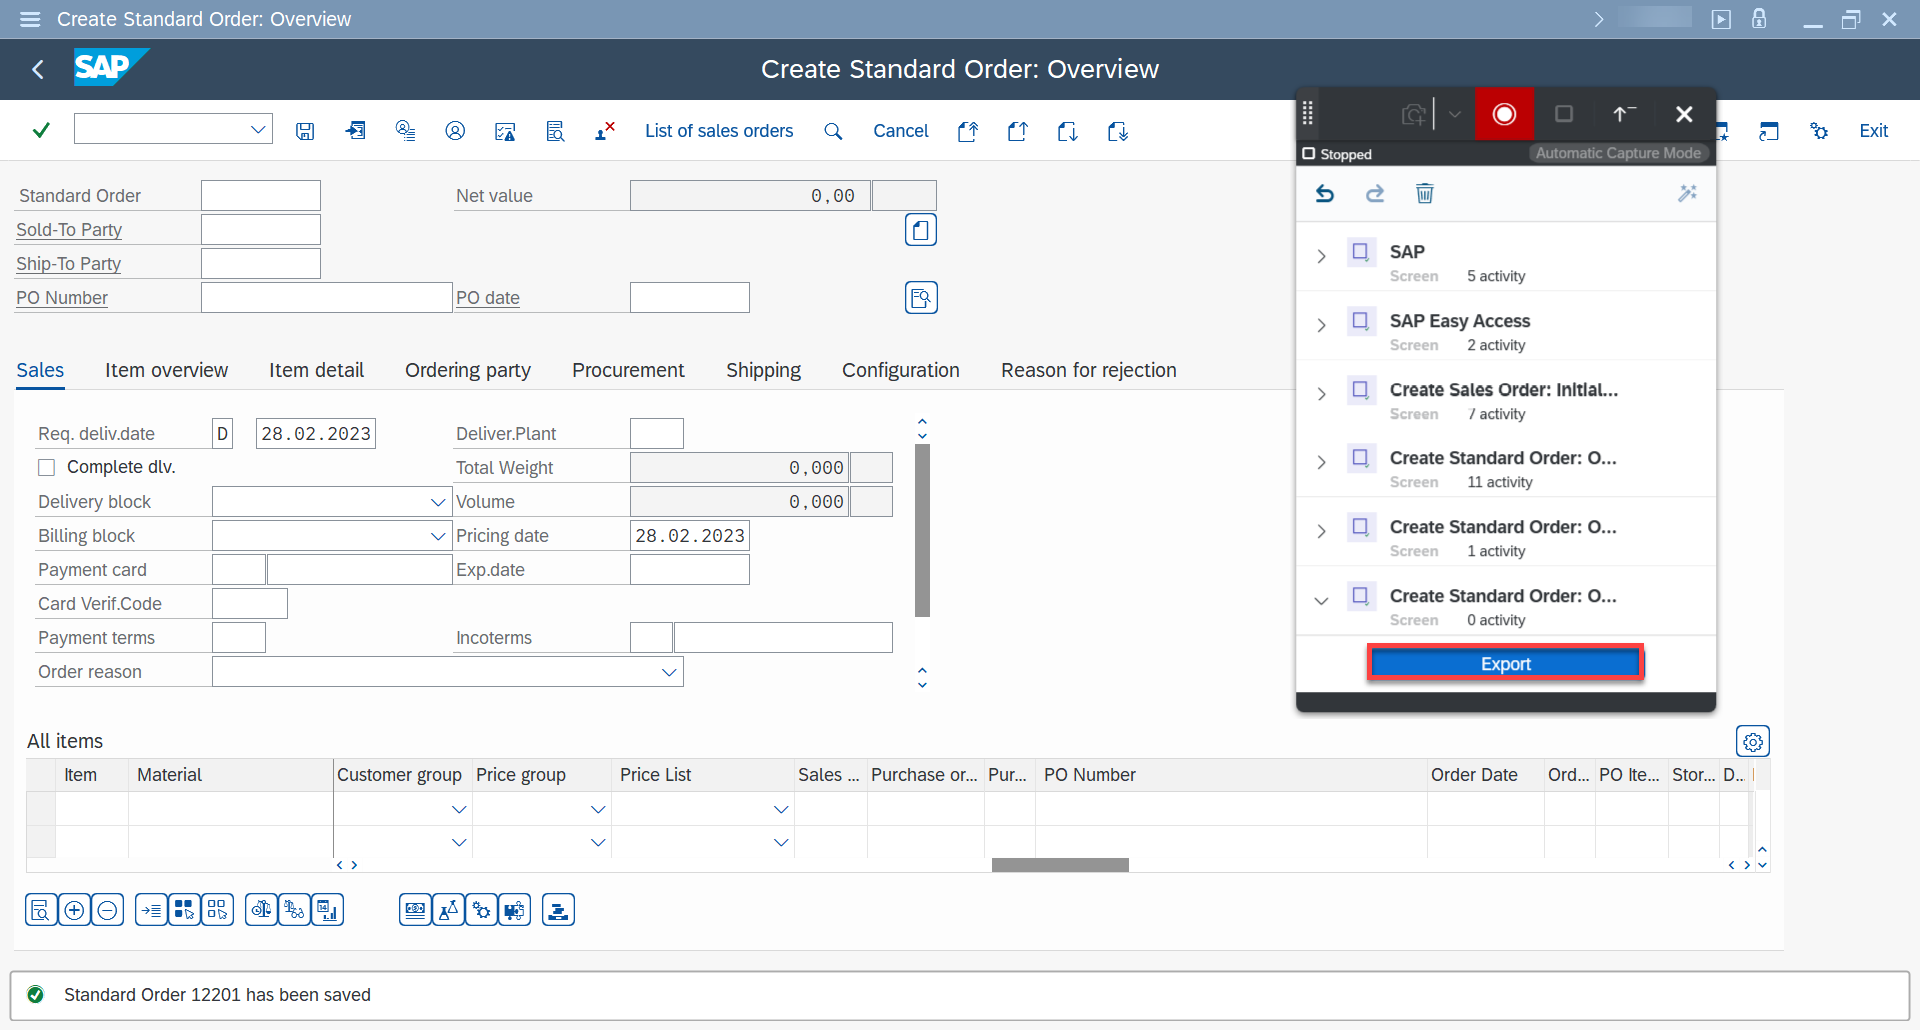 Create Standard Order: Overview
SAP
Create Standard Order: Overview
List of sales orders
Cancel
Exit
Stopped
Automatic Capture Mode
Standard Order
Net value
0,00
Sold-To Party
Ship-To Party
PO Number
PO date
Sales
Item overview
Item detail
Ordering party
Procurement
Shipping
Configuration
Reason for rejection
Req. deliv.date
D
28.02.2023
Deliver.Plant
Complete dlv.
Total Weight
0,000
Delivery block
Volume
0,000
Billing block
Pricing date
28.02.2023
Payment card
Exp.date
Card Verif.Code
Payment terms
Incoterms
Order reason
SAP
Screen 5 activity
SAP Easy Access
Screen 2 activity
Create Sales Order: Initial...
Screen 7 activity
Create Standard Order: O...
Screen 11 activity
Create Standard Order: O...
Screen 1 activity
Create Standard Order: O...
Screen 0 activity
Export
All items
Item
Material
Customer group
Price group
Price List
Sales ...
Purchase or...
Pur...
PO Number
Order Date
Ord...
PO Ite...
Stor...
D...
Standard Order 12201 has been saved